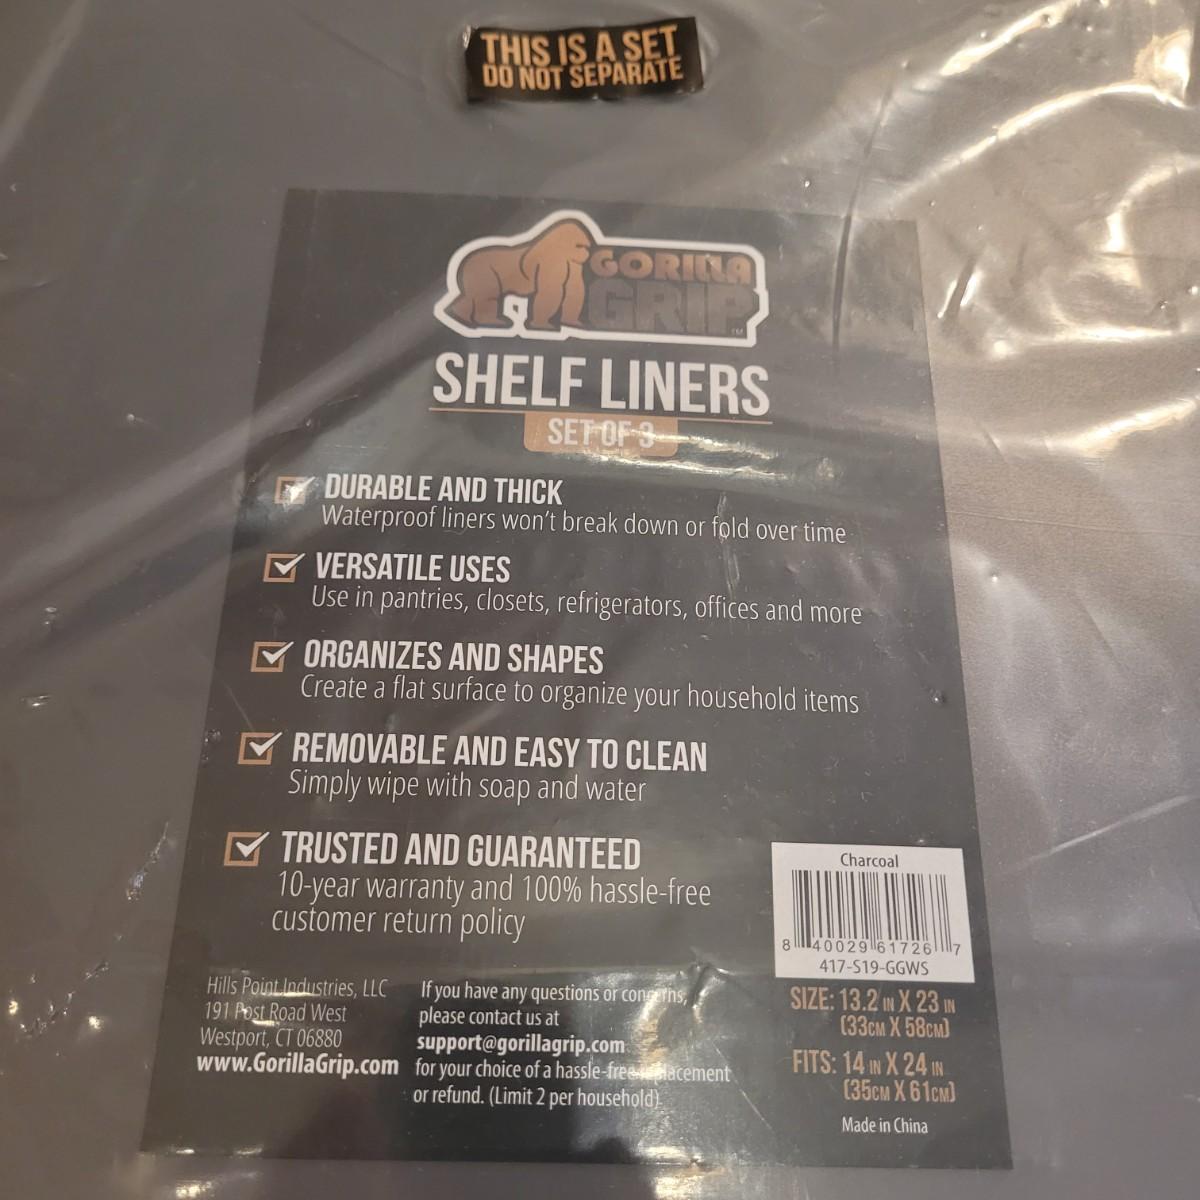 THIS IS A SET
DO NOT SEPARATE
GORILLA
GRIP™
SHELF LINERS
SET OF 3
DURABLE AND THICK
Waterproof liners won't break down or fold over time
VERSATILE USES
Use in pantries, closets, refrigerators, offices and more
ORGANIZES AND SHAPES
Create a flat surface to organize your household items
REMOVABLE AND EASY TO CLEAN
Simply wipe with soap and water
TRUSTED AND GUARANTEED
10-year warranty and 100% hassle-free
customer return policy
Hills Point Industries, LLC
191 Post Road West
Westport, CT 06880
www.GorillaGrip.com
If you have any questions or concerns,
please contact us at
support@gorillagrip.com
for your choice of a hassle-free replacement
or refund. (Limit 2 per household).
Charcoal
8 40029 61726 7
417-S19-GGWS
SIZE: 13.2 IN X 23 IN
(33CM X 58CM)
FITS: 14 IN X 24 IN
(35CM X 61CM)
Made in China